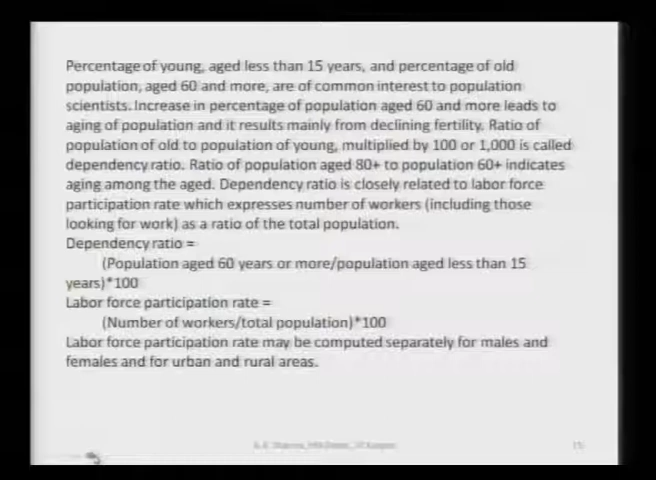 Percentage of young, aged less than 15 years, and percentage of old
population, aged 60 and more, are of common interest to population
scientists. Increase in percentage of population aged 60 and more leads to
aging of population and it results mainly from declining fertility. Ratio of
population of old to population of young, multiplied by 100 or 1,000 is called
dependency ratio. Ratio of population aged 80+ to population 60+ indicates
aging among the aged. Dependency ratio is closely related to labor force
participation rate which expresses number of workers (including those
looking for work) as a ratio of the total population.
Dependency ratio =
(Population aged 60 years or more/population aged less than 15
years)*100
Labor force participation rate =
(Number of workers/total population)*100
Labor force participation rate may be computed separately for males and
females and for urban and rural areas.